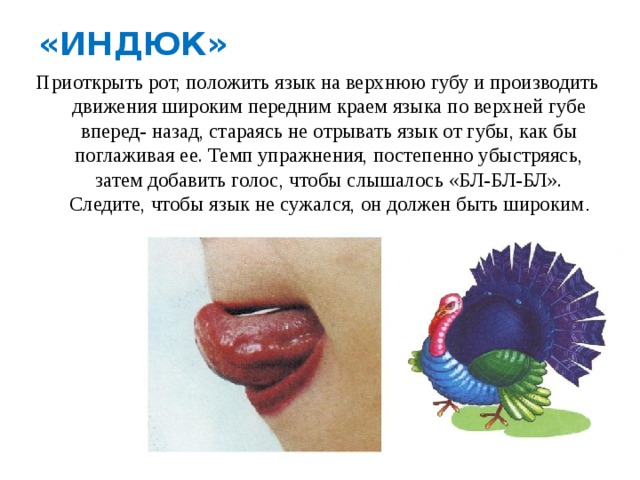 «ИНДЮК»
Приоткрыть рот, положить язык на верхнюю губу и производить
движения широким передним краем языка по верхней губе
вперед- назад, стараясь не отрывать язык от губы, как бы
поглаживая ее. Темп упражнения, постепенно убыстряясь,
затем добавить голос, чтобы слышалось «БЛ-БЛ-БЛ».
Следите, чтобы язык не сужался, он должен быть широким.